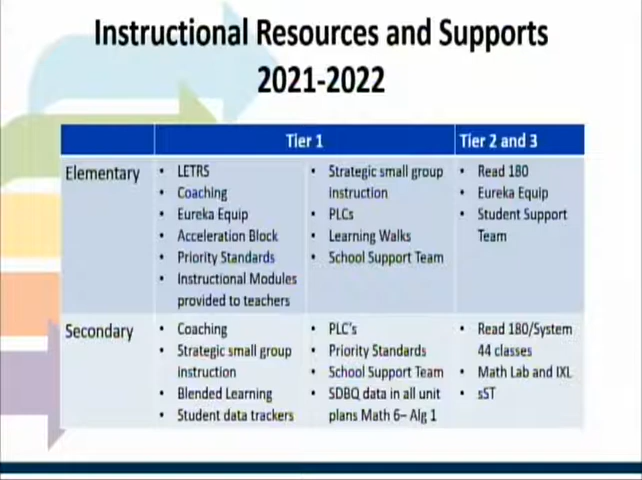 Instructional Resources and Supports
2021-2022
Tier 1
Tier 2 and 3
Elementary
• LETRS
• Coaching
• Eureka Equip
• Acceleration Block
• Priority Standards
• Instructional Modules
provided to teachers
• Strategic small group
instruction
• PLCs
• Learning Walks
• School Support Team
• Read 180
• Eureka Equip
• Student Support
Team
Secondary
• Coaching
• Strategic small group
instruction
• Blended Learning
• Student data trackers
• PLC's
• Priority Standards
• School Support Team
• SDBQ data in all unit
plans Math 6– Alg 1
• Read 180/System
44 classes
• Math Lab and IXL
• sST